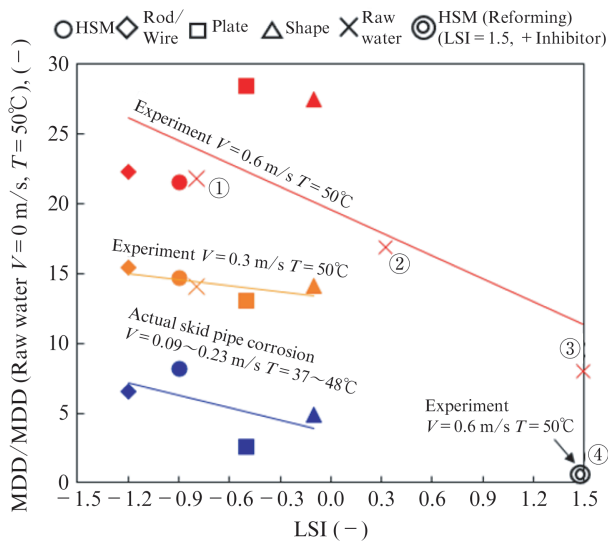 HSM
Rod/
Wire
Plate
Shape
Raw
water
HSM (Reforming)
(LSI=1.5, + Inhibitor)
MDD/MDD (Raw water V=0 m/s, T=50℃), (−)
30
25
20
15
10
5
0
Experiment V=0.6 m/s T=50℃
①
②
Experiment V=0.3 m/s T=50℃
Actual skid pipe corrosion
V=0.09~0.23 m/s T=37~48℃
③
Experiment
V=0.6 m/s T=50℃
④
−1.5 −1.2 −0.9 −0.6 −0.3 0.0 0.3 0.6 0.9 1.2 1.5
LSI (−)